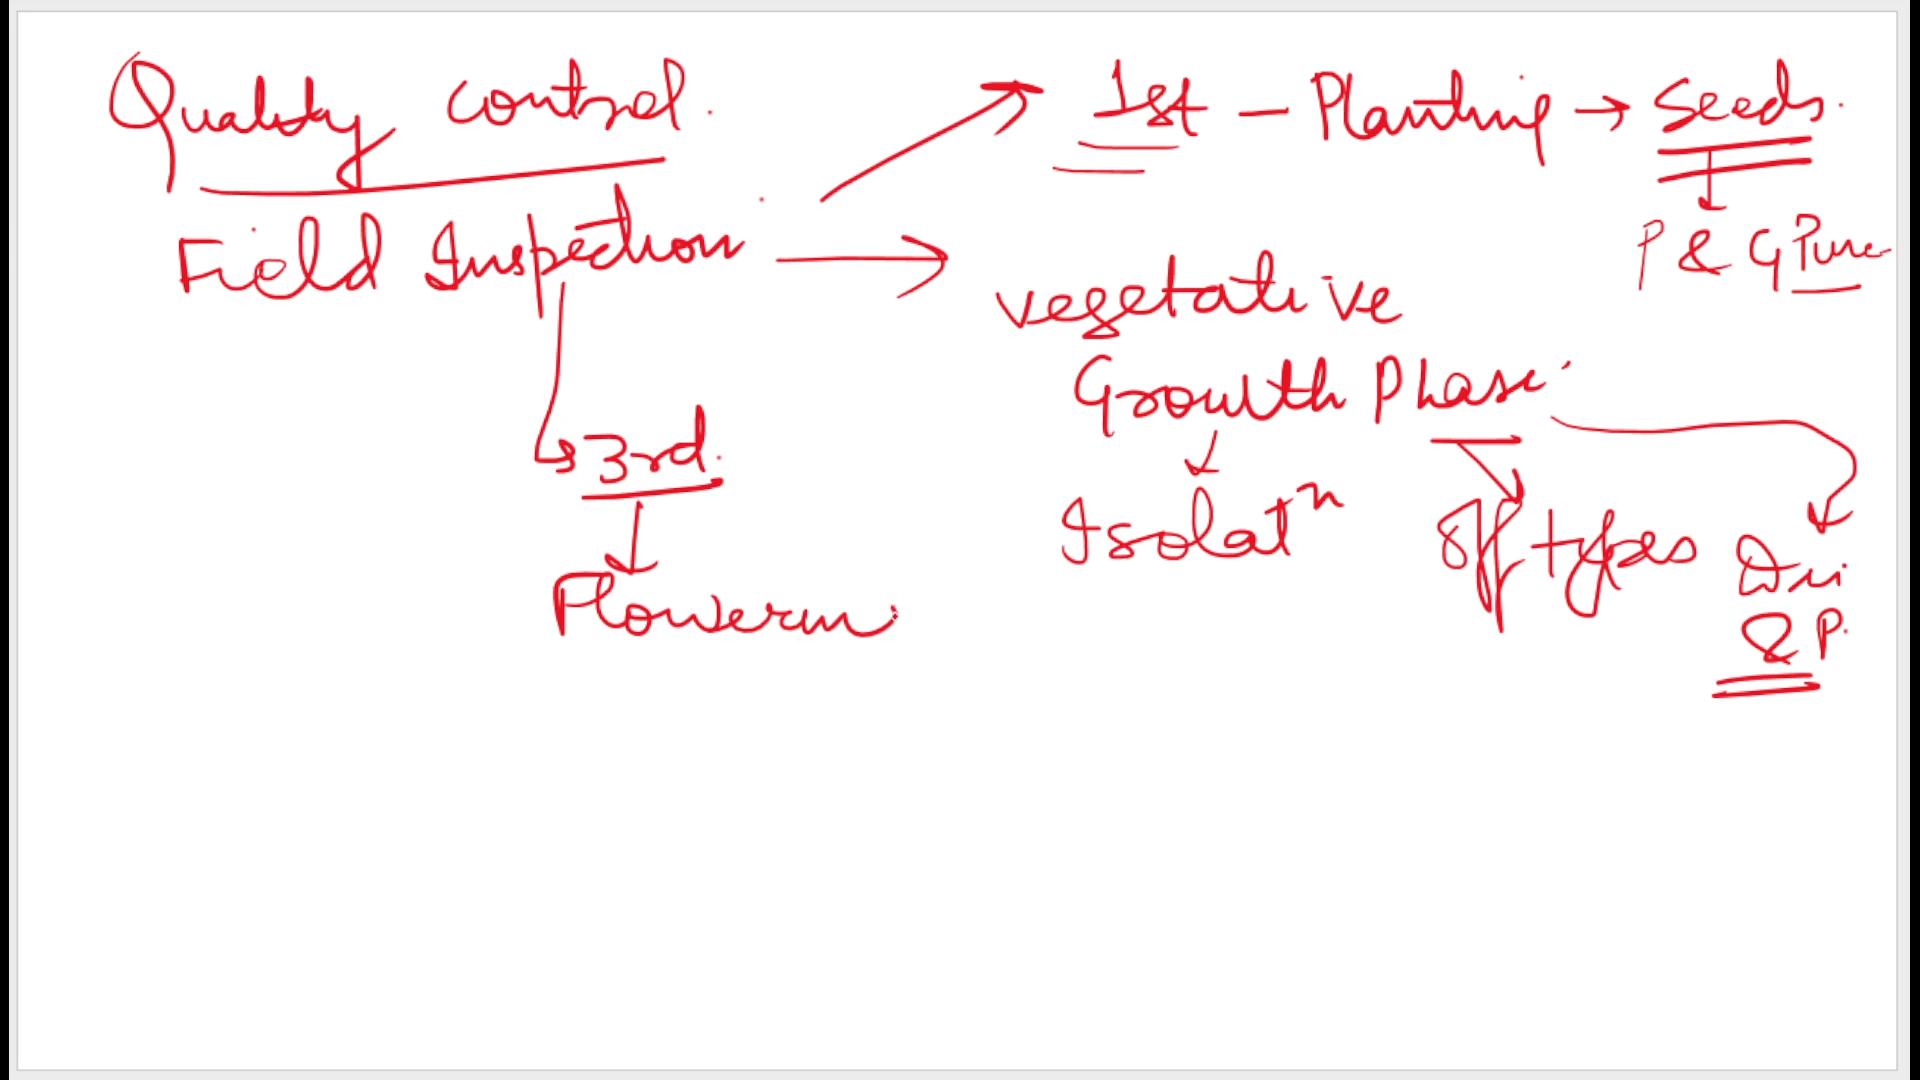 Quality control.
Field Inspection
1st - Planting → Seeds.
P & G Pure
vegetative
Growth Phase
Isolatn
off types
& P.
3rd.
Flowerin